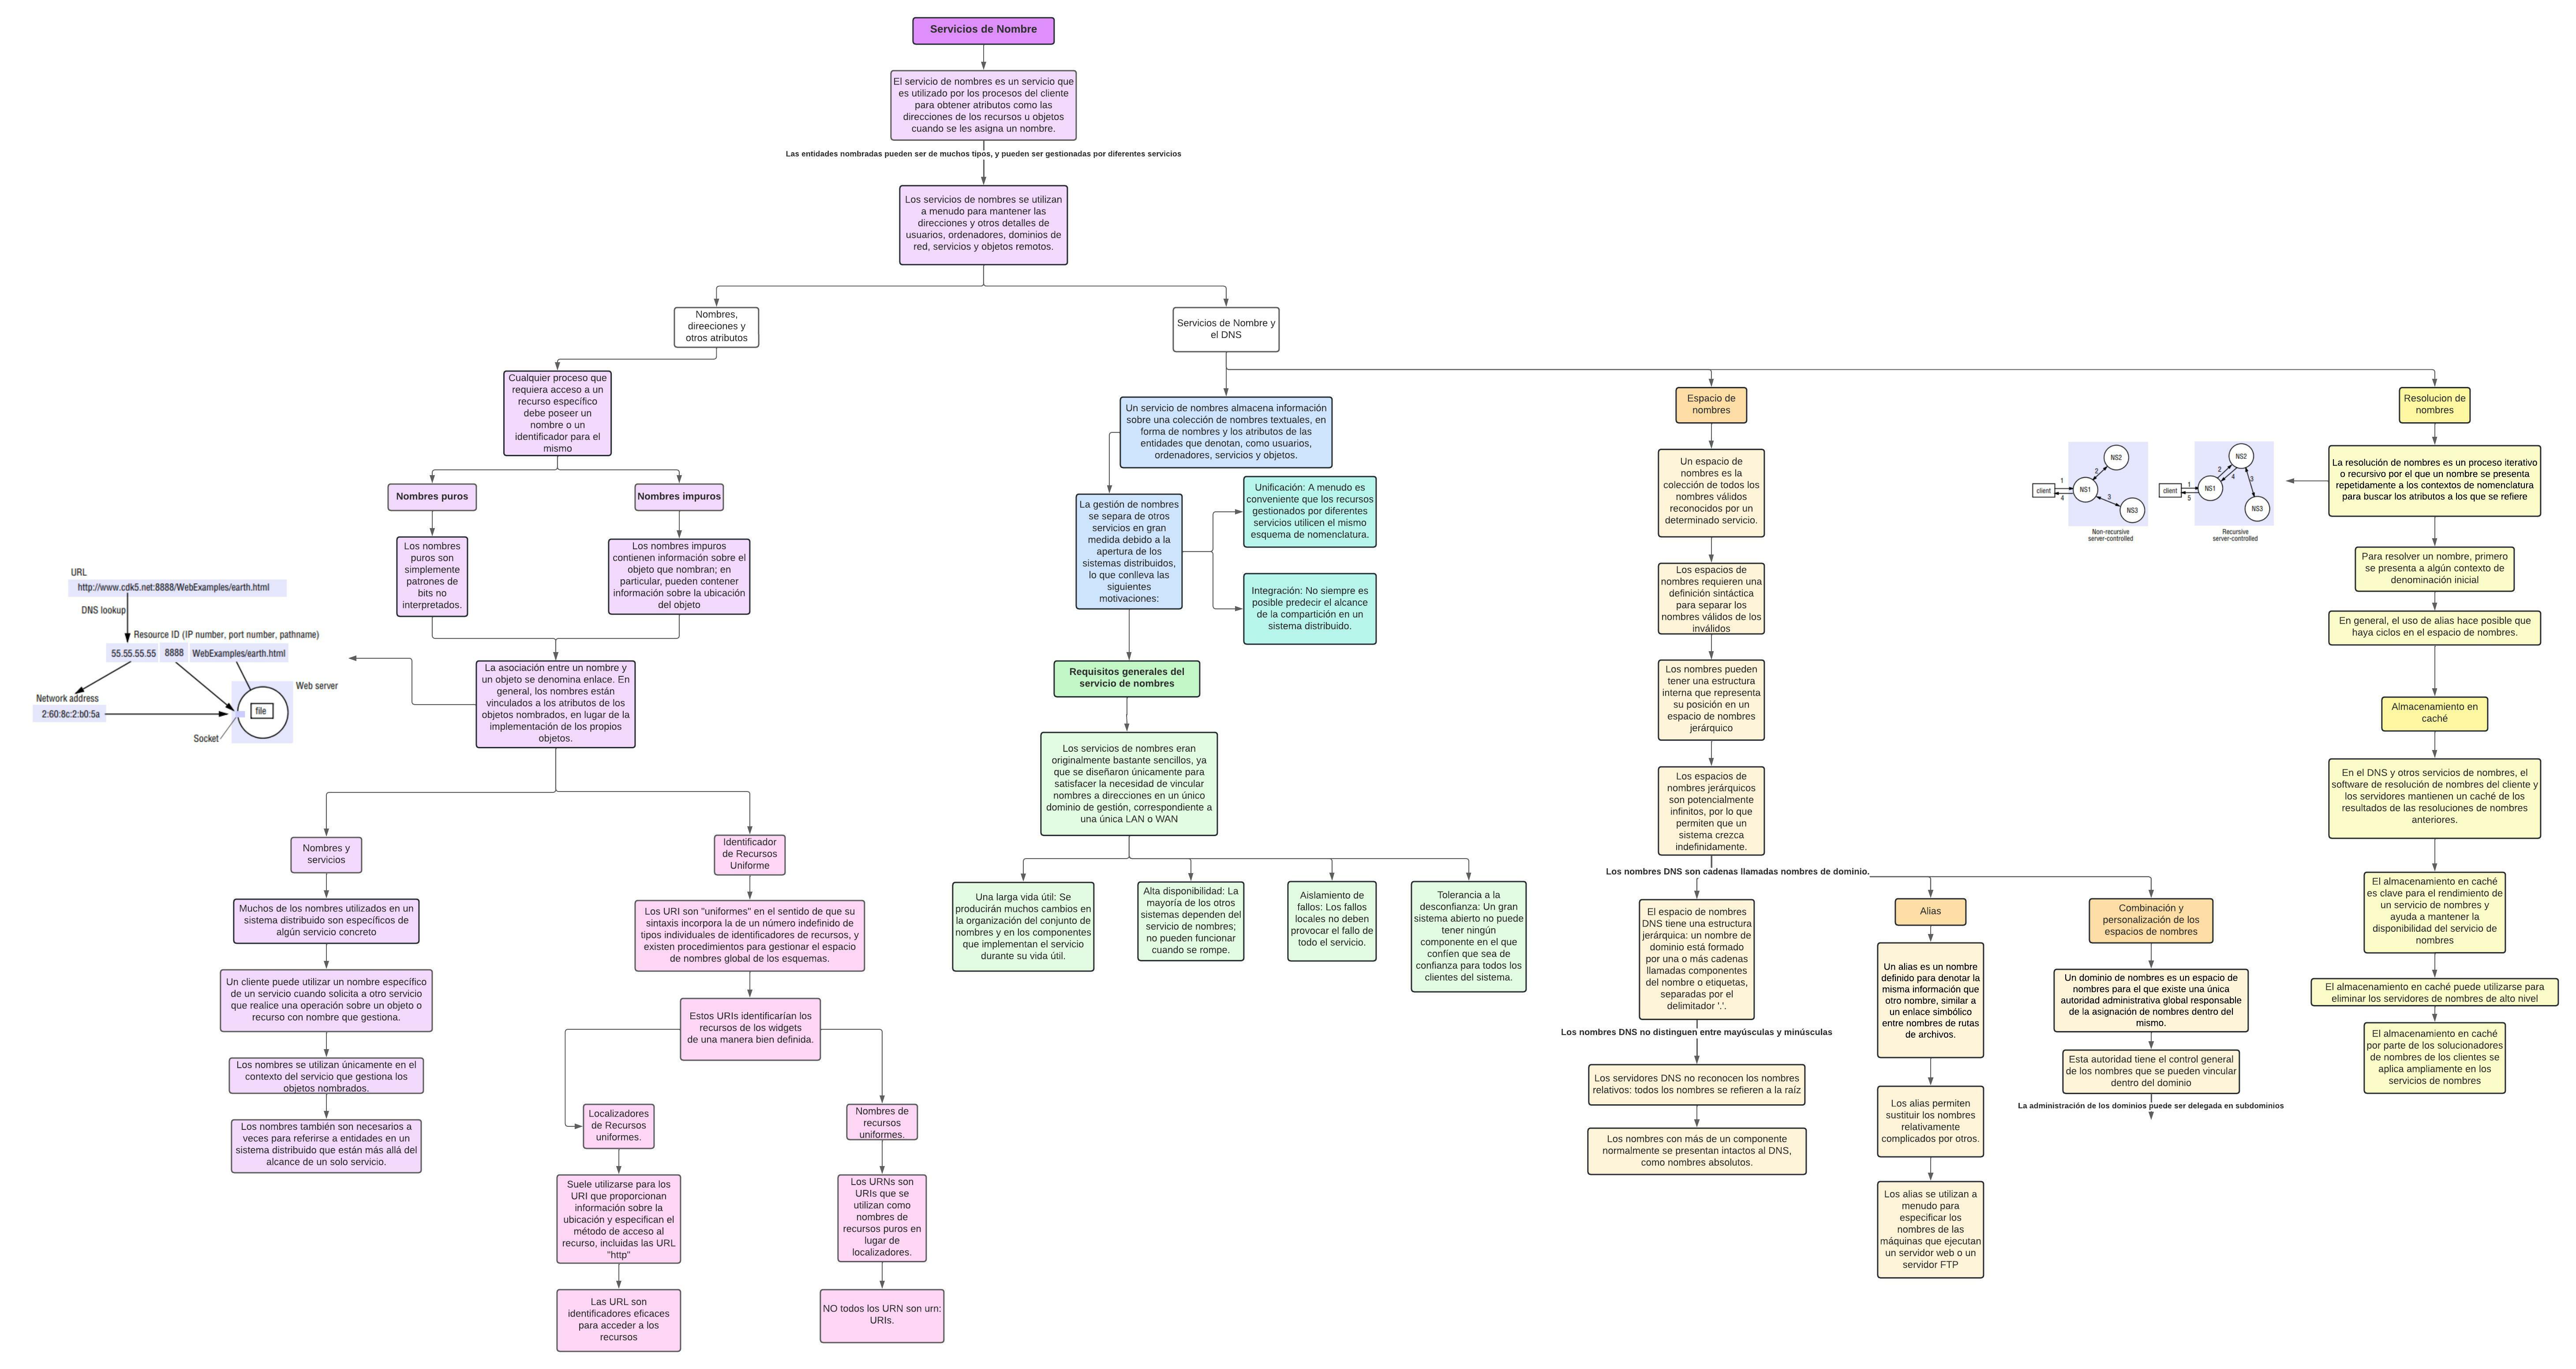 Servicios de Nombre
El servicio de nombres es un servicio que
es utilizado por los procesos del cliente
para obtener atributos como las
direcciones de los recursos u objetos
cuando se les asigna un nombre.
Las entidades nombradas pueden ser de muchos tipos, y pueden ser gestionadas por diferentes servicios
Los servicios de nombres se utilizan
a menudo para mantener las
direcciones y otros detalles de
usuarios, ordenadores, dominios de
red, servicios y objetos remotos.
Nombres,
direeciones y
otros atributos
Cualquier proceso que
requiera acceso a un
recurso específico
debe poseer un
nombre o un
identificador para el
mismo
Nombres puros
Los nombres
puros son
simplemente
patrones de
bits no
interpretados.
Nombres impuros
Los nombres impuros
contienen información sobre el
objeto que nombran; en
particular, pueden contener
información sobre la ubicación
del objeto
La asociación entre un nombre y
un objeto se denomina enlace. En
general, los nombres están
vinculados a los atributos de los
objetos nombrados, en lugar de la
implementación de los propios
objetos.
URL
http://www.cdk5.net:8888/WebExamples/earth.html
DNS lookup
Resource ID (IP number, port number, pathname)
55.55.55.55 8888 WebExamples/earth.html
Network address
2:60:8c:2:b0:5a
Web server
file
Socket
Nombres y
servicios
Muchos de los nombres utilizados en un
sistema distribuido son específicos de
algún servicio concreto
Un cliente puede utilizar un nombre específico
de un servicio cuando solicita a otro servicio
que realice una operación sobre un objeto o
recurso con nombre que gestiona.
Los nombres se utilizan únicamente en el
contexto del servicio que gestiona los
objetos nombrados.
Los nombres también son necesarios a
veces para referirse a entidades en un
sistema distribuido que están más allá del
alcance de un solo servicio.
Identificador
de Recursos
Uniforme
Los URI son "uniformes" en el sentido de que su
sintaxis incorpora la de un número indefinido de
tipos individuales de identificadores de recursos, y
existen procedimientos para gestionar el espacio
de nombres global de los esquemas.
Estos URIs identificarían los
recursos de los widgets
de una manera bien definida.
Localizadores
de Recursos
uniformes.
Suele utilizarse para los
URI que proporcionan
información sobre la
ubicación y especifican el
método de acceso al
recurso, incluidas las URL
"http"
Las URL son
identificadores eficaces
para acceder a los
recursos
Nombres de
recursos
uniformes.
Los URNs son
URIs que se
utilizan como
nombres de
recursos puros en
lugar de
localizadores.
NO todos los URN son urn:
URIs.
Servicios de Nombre y
el DNS
Un servicio de nombres almacena información
sobre una colección de nombres textuales, en
forma de nombres y los atributos de las
entidades que denotan, como usuarios,
ordenadores, servicios y objetos.
La gestión de nombres
se separa de otros
servicios en gran
medida debido a la
apertura de los
sistemas distribuidos,
lo que conlleva las
siguientes
motivaciones:
Unificación: A menudo es
conveniente que los recursos
gestionados por diferentes
servicios utilicen el mismo
esquema de nomenclatura.
Integración: No siempre es
posible predecir el alcance
de la compartición en un
sistema distribuido.
Requisitos generales del
servicio de nombres
Los servicios de nombres eran
originalmente bastante sencillos, ya
que se diseñaron únicamente para
satisfacer la necesidad de vincular
nombres a direcciones en un único
dominio de gestión, correspondiente a
una única LAN o WAN
Una larga vida útil: Se
producirán muchos cambios en
la organización del conjunto de
nombres y en los componentes
que implementan el servicio
durante su vida útil.
Alta disponibilidad: La
mayoría de los otros
sistemas dependen del
servicio de nombres;
no pueden funcionar
cuando se rompe.
Aislamiento de
fallos: Los fallos
locales no deben
provocar el fallo de
todo el servicio.
Tolerancia a la
desconfianza: Un gran
sistema abierto no puede
tener ningún
componente en el que
confíen que sea de
confianza para todos los
clientes del sistema.
Espacio de
nombres
Un espacio de
nombres es la
colección de todos los
nombres válidos
reconocidos por un
determinado servicio.
Los espacios de
nombres requieren una
definición sintáctica
para separar los
nombres válidos de los
inválidos
Los nombres pueden
tener una estructura
interna que representa
su posición en un
espacio de nombres
jerárquico
Los espacios de
nombres jerárquicos
son potencialmente
infinitos, por lo que
permiten que un
sistema crezca
indefinidamente.
Los nombres DNS son cadenas llamadas nombres de dominio.
El espacio de nombres
DNS tiene una estructura
jerárquica: un nombre de
dominio está formado
por una o más cadenas
llamadas componentes
del nombre o etiquetas,
separadas por el
delimitador '.'.
Los nombres DNS no distinguen entre mayúsculas y minúsculas
Los servidores DNS no reconocen los nombres
relativos: todos los nombres se refieren a la raíz
Los nombres con más de un componente
normalmente se presentan intactos al DNS,
como nombres absolutos.
Alias
Un alias es un nombre
definido para denotar la
misma información que
otro nombre, similar a
un enlace simbólico
entre nombres de rutas
de archivos.
Los alias permiten
sustituir los nombres
relativamente
complicados por otros.
Los alias se utilizan a
menudo para
especificar los
nombres de las
máquinas que ejecutan
un servidor web o un
servidor FTP
Combinación y
personalización de los
espacios de nombres
Un dominio de nombres es un espacio de
nombres para el que existe una única
autoridad administrativa global responsable
de la asignación de nombres dentro del
mismo.
Esta autoridad tiene el control general
de los nombres que se pueden vincular
dentro del dominio
La administración de los dominios puede ser delegada en subdominios
Resolucion de
nombres
La resolución de nombres es un proceso iterativo
o recursivo por el que un nombre se presenta
repetidamente a los contextos de nomenclatura
para buscar los atributos a los que se refiere
client
1
4
NS1
2
NS2
3
NS3
Non-recursive
server-controlled
client
1
5
NS1
2
4
NS2
3
NS3
Recursive
server-controlled
Para resolver un nombre, primero
se presenta a algún contexto de
denominación inicial
En general, el uso de alias hace posible que
haya ciclos en el espacio de nombres.
Almacenamiento en
caché
En el DNS y otros servicios de nombres, el
software de resolución de nombres del cliente y
los servidores mantienen un caché de los
resultados de las resoluciones de nombres
anteriores.
El almacenamiento en caché
es clave para el rendimiento de
un servicio de nombres y
ayuda a mantener la
disponibilidad del servicio de
nombres
El almacenamiento en caché puede utilizarse para
eliminar los servidores de nombres de alto nivel
El almacenamiento en caché
por parte de los solucionadores
de nombres de los clientes se
aplica ampliamente en los
servicios de nombres